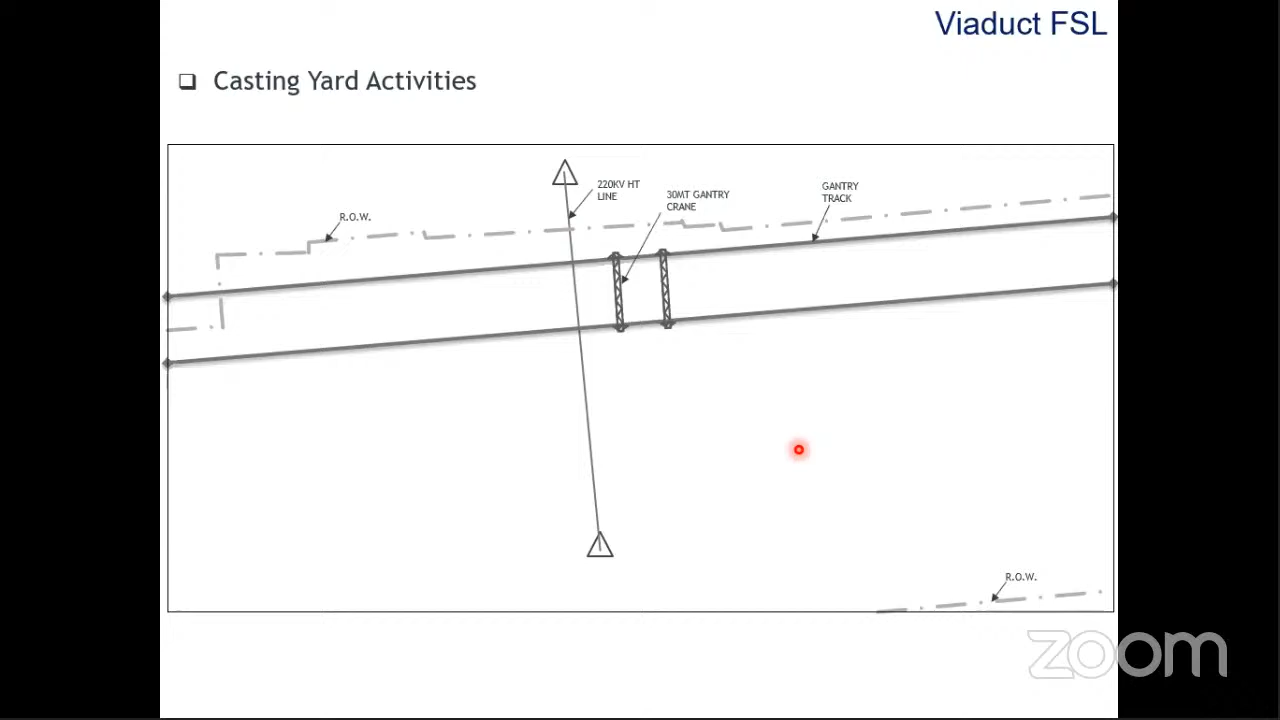 Viaduct FSL
Casting Yard Activities
220KV HT
LINE
30MT GANTRY
CRANE
GANTRY
TRACK
R.O.W.
R.O.W.
zoom